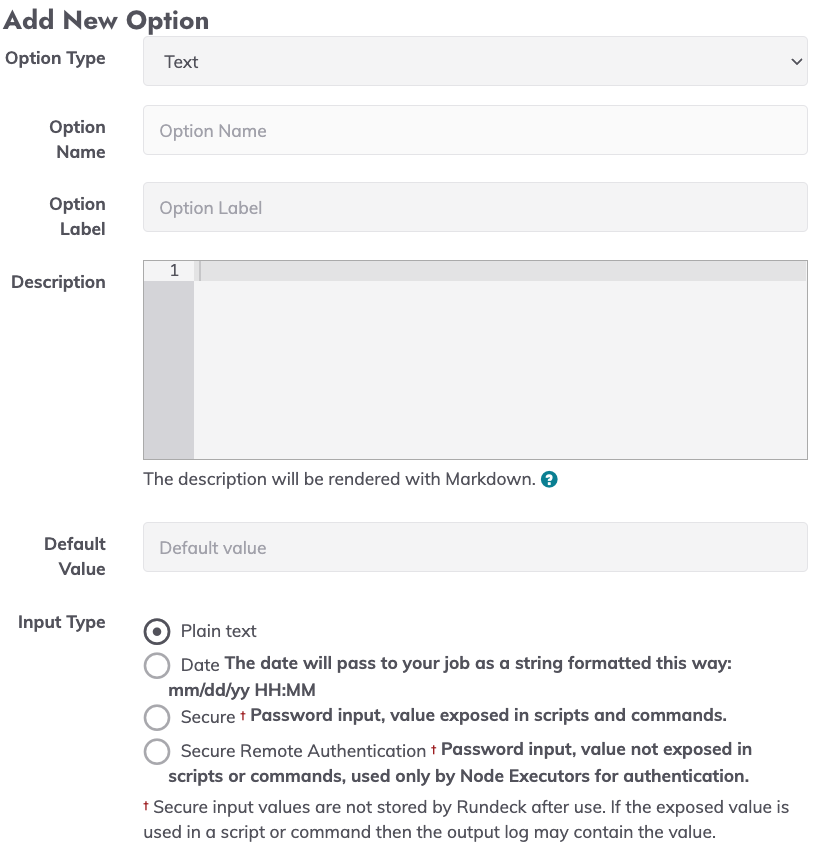 Add New Option
Option Type
Text
Option
Name
Option Name
Option
Label
Option Label
Description
1
The description will be rendered with Markdown. ?
Default
Value
Default value
Input Type
Plain text
Date The date will pass to your job as a string formatted this way:
mm/dd/yy HH:MM
Secure † Password input, value exposed in scripts and commands.
Secure Remote Authentication † Password input, value not exposed in
scripts or commands, used only by Node Executors for authentication.
† Secure input values are not stored by Rundeck after use. If the exposed value is
used in a script or command then the output log may contain the value.